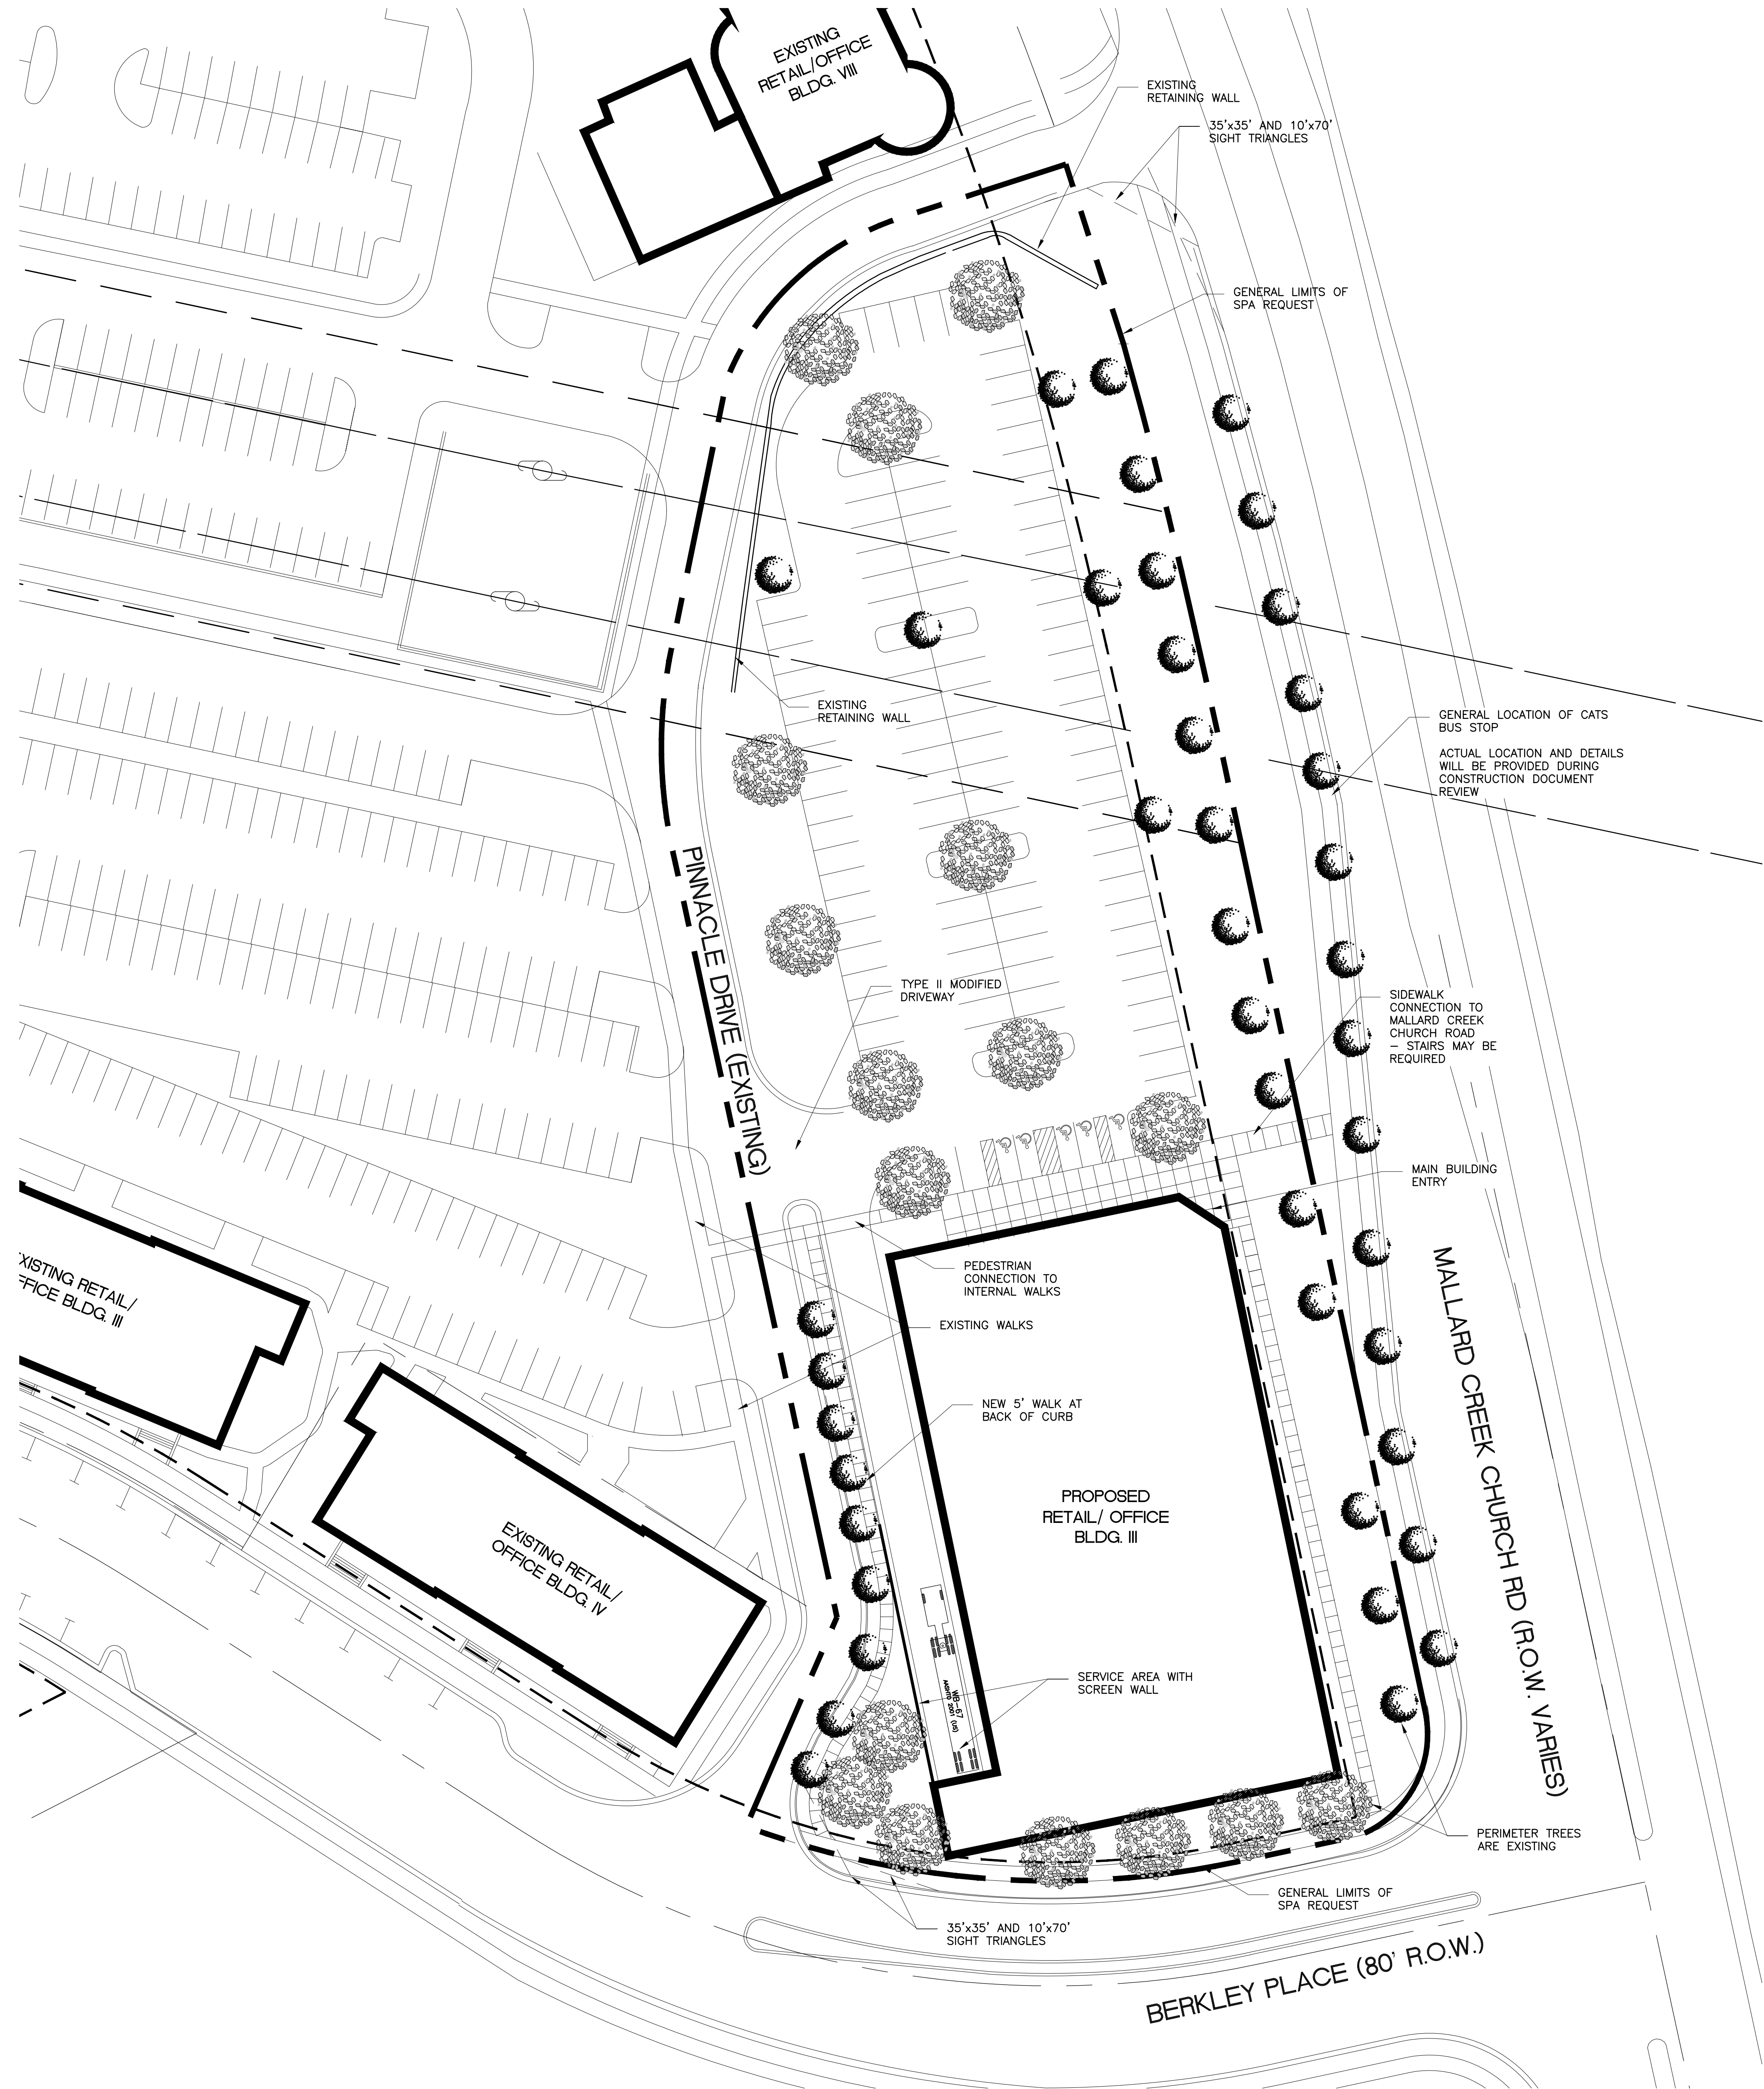 EXISTING
RETAIL/OFFICE
BLDG. VIII
EXISTING
RETAINING WALL
35'x35' AND 10'x70'
SIGHT TRIANGLES
GENERAL LIMITS OF
SPA REQUEST
EXISTING
RETAINING WALL
GENERAL LOCATION OF CATS
BUS STOP
ACTUAL LOCATION AND DETAILS
WILL BE PROVIDED DURING
CONSTRUCTION DOCUMENT
REVIEW
PINNACLE DRIVE (EXISTING)
TYPE II MODIFIED
DRIVEWAY
SIDEWALK
CONNECTION TO
MALLARD CREEK
CHURCH ROAD
– STAIRS MAY BE
REQUIRED
MAIN BUILDING
ENTRY
PEDESTRIAN
CONNECTION TO
INTERNAL WALKS
EXISTING WALKS
XISTING RETAIL/
FFICE BLDG. III
NEW 5' WALK AT
BACK OF CURB
MALLARD CREEK CHURCH RD (R.O.W. VARIES)
PROPOSED
RETAIL/ OFFICE
BLDG. III
EXISTING RETAIL/
OFFICE BLDG. IV
SERVICE AREA WITH
SCREEN WALL
WB-67
AASHTO 2001 (US)
PERIMETER TREES
ARE EXISTING
GENERAL LIMITS OF
SPA REQUEST
35'x35' AND 10'x70'
SIGHT TRIANGLES
BERKLEY PLACE (80' R.O.W.)